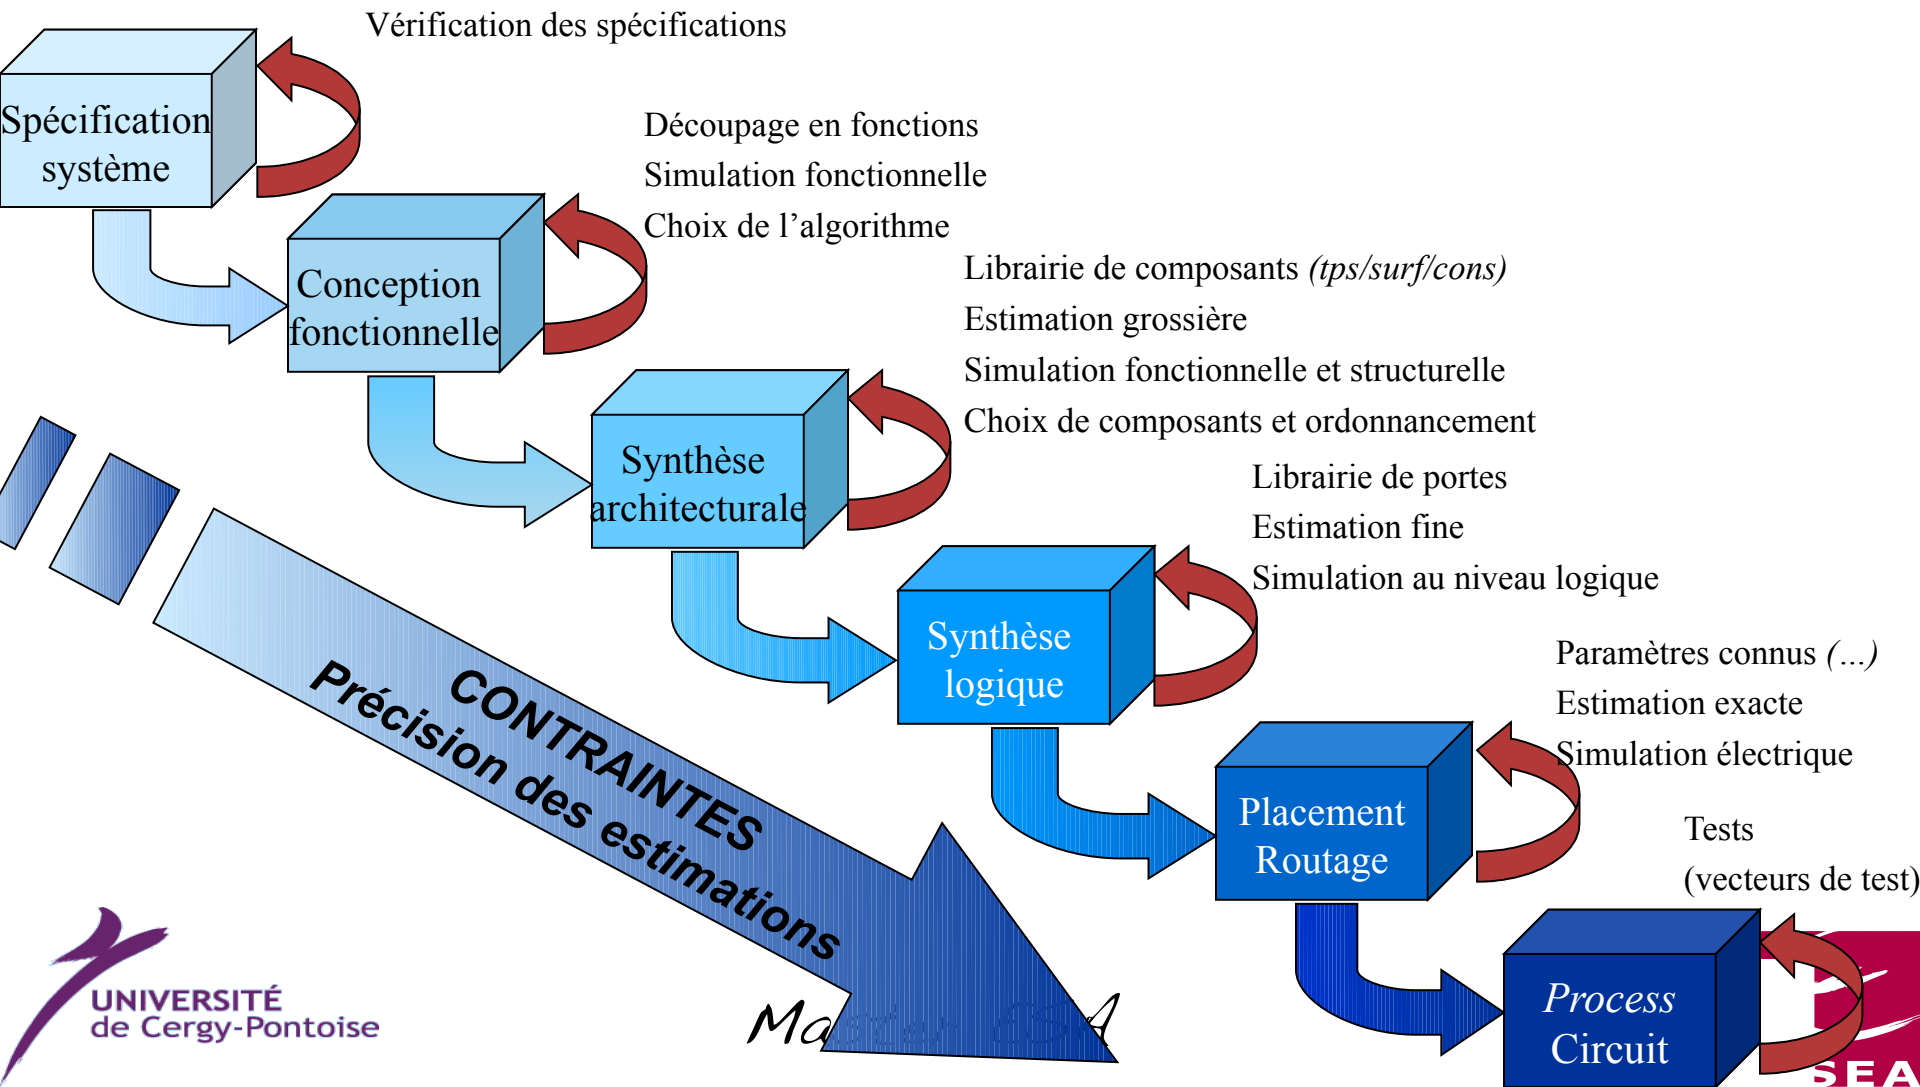 Vérification des spécifications
Spécification
système
Découpage en fonctions
Simulation fonctionnelle
Choix de l’algorithme
Conception
fonctionnelle
Librairie de composants (tps/surf/cons)
Estimation grossière
Simulation fonctionnelle et structurelle
Choix de composants et ordonnancement
Synthèse
architecturale
Librairie de portes
Estimation fine
Simulation au niveau logique
Synthèse
logique
Paramètres connus (...)
Estimation exacte
Simulation électrique
Placement
Routage
Tests
(vecteurs de test)
Process
Circuit
CONTRAINTES
Précision des estimations
UNIVERSITÉ
de Cergy-Pontoise
Master ESA
SEA